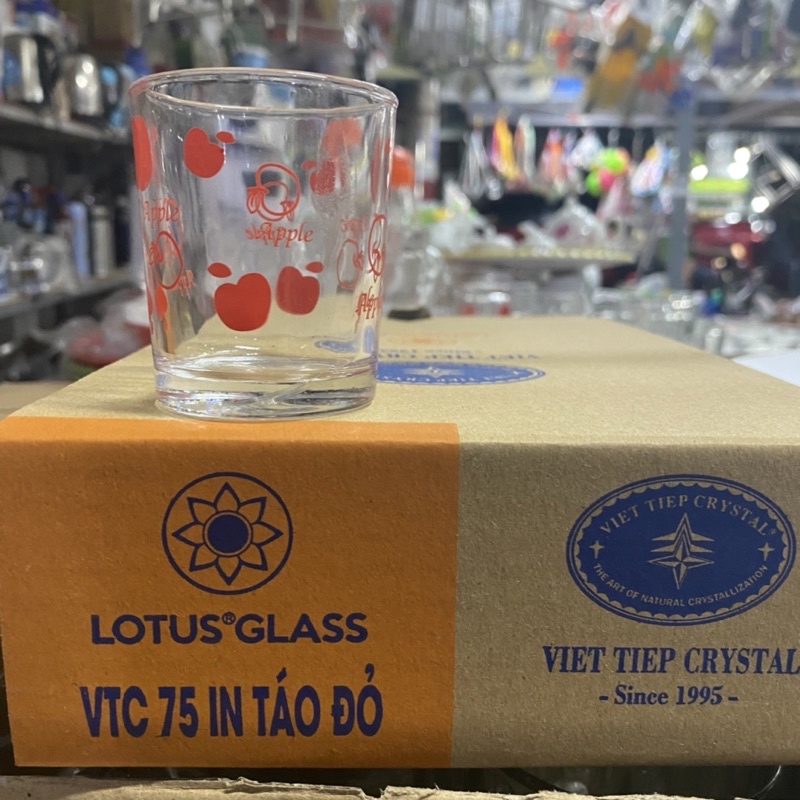 Apple
Apple
LOTUS® GLASS
VTC 75 IN TÁO ĐỎ
VIET TIEP CRYSTAL®
THE ART OF NATURAL CRYSTALLIZATION
VIET TIEP CRYSTAL
- Since 1995 -